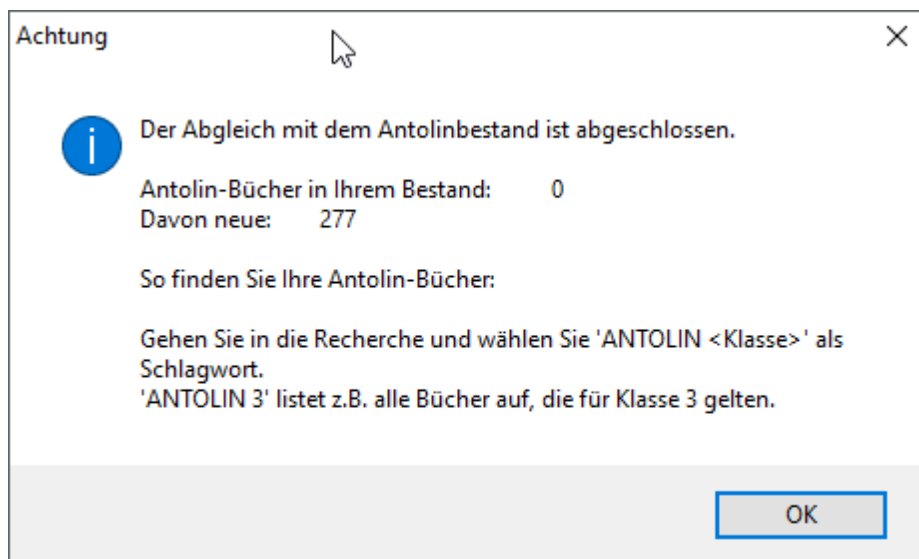 Achtung
Der Abgleich mit dem Antolinbestand ist abgeschlossen.
Antolin-Bücher in Ihrem Bestand: 0
Davon neue: 277
So finden Sie Ihre Antolin-Bücher:
Gehen Sie in die Recherche und wählen Sie 'ANTOLIN <Klasse>' als
Schlagwort.
'ANTOLIN 3' listet z.B. alle Bücher auf, die für Klasse 3 gelten.
OK